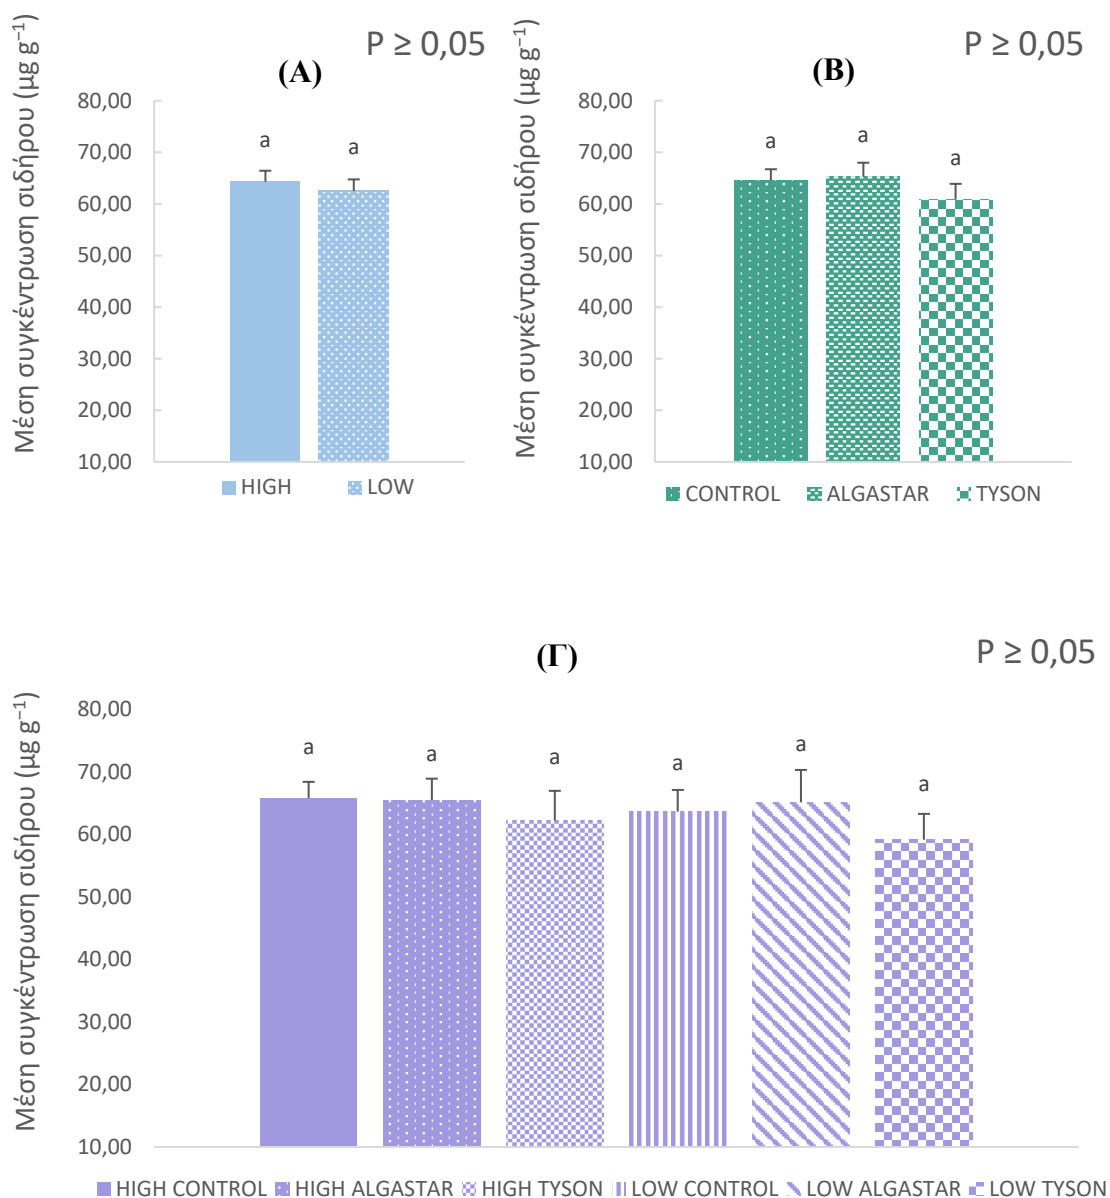 P ≥ 0,05
(Α)
Μέση συγκέντρωση σιδήρου (μg g⁻¹)
80,00
70,00
60,00
50,00
40,00
30,00
20,00
10,00
a
a
HIGH LOW
P ≥ 0,05
(Β)
Μέση συγκέντρωση σιδήρου (μg g⁻¹)
80,00
70,00
60,00
50,00
40,00
30,00
20,00
10,00
a
a
a
CONTROL ALGASTAR TYSON
P ≥ 0,05
(Γ)
Μέση συγκέντρωση σιδήρου (μg g⁻¹)
80,00
70,00
60,00
50,00
40,00
30,00
20,00
10,00
a
a
a
a
a
a
HIGH CONTROL HIGH ALGASTAR HIGH TYSON LOW CONTROL LOW ALGASTAR LOW TYSON